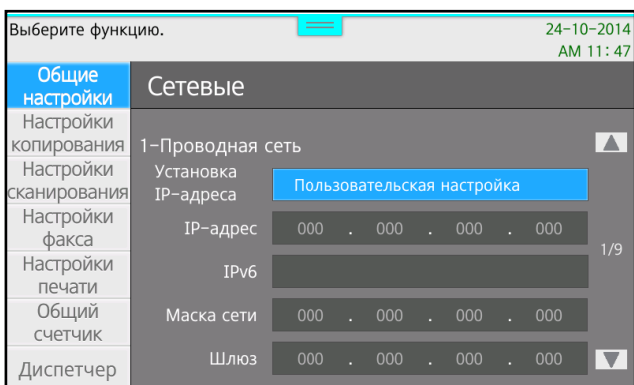 Выберите функцию.
24-10-2014
AM 11:47
Общие
настройки
Настройки
копирования
Настройки
сканирования
Настройки
факса
Настройки
печати
Общий
счетчик
Диспетчер
Сетевые
1-Проводная сеть
Установка
IP-адреса
Пользовательская настройка
IP-адрес 000 . 000 . 000 . 000
IPv6
Маска сети 000 . 000 . 000 . 000
Шлюз 000 . 000 . 000 . 000
1/9